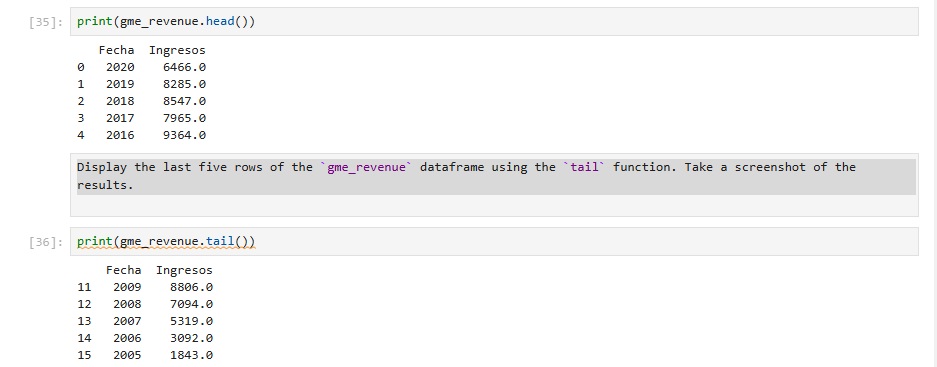 [35]: print(gme_revenue.head())
Fecha Ingresos
0 2020 6466.0
1 2019 8285.0
2 2018 8547.0
3 2017 7965.0
4 2016 9364.0
Display the last five rows of the `gme_revenue` dataframe using the `tail` function. Take a screenshot of the
results.
[36]: print(gme_revenue.tail())
Fecha Ingresos
11 2009 8806.0
12 2008 7094.0
13 2007 5319.0
14 2006 3092.0
15 2005 1843.0